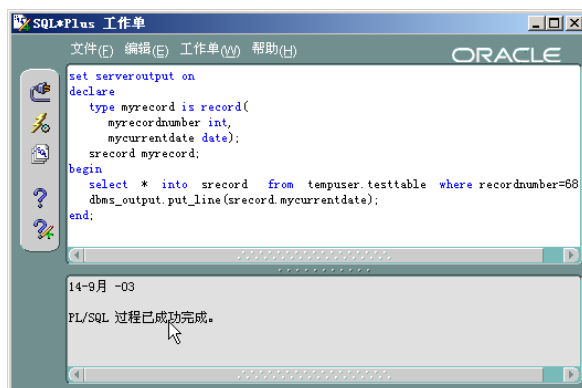 SQL*Plus 工作单
文件(F) 编辑(E) 工作单(W) 帮助(H)
ORACLE
set serveroutput on
declare
type myrecord is record(
myrecordnumber int,
mycurrentdate date);
srecord myrecord;
begin
select * into srecord from tempuser.testtable where recordnumber=68
dbms_output.put_line(srecord.mycurrentdate);
end;
14-9月 -03
PL/SQL 过程已成功完成。